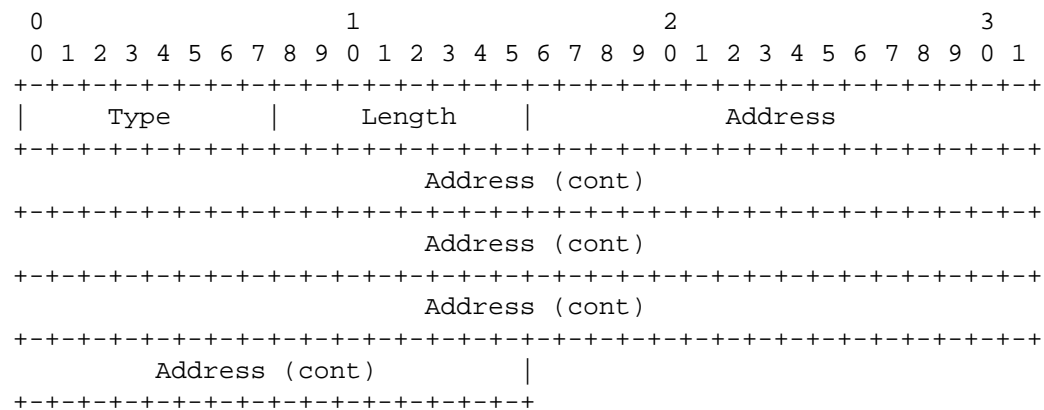 0                   1                   2                   3
 0 1 2 3 4 5 6 7 8 9 0 1 2 3 4 5 6 7 8 9 0 1 2 3 4 5 6 7 8 9 0 1
+-+-+-+-+-+-+-+-+-+-+-+-+-+-+-+-+-+-+-+-+-+-+-+-+-+-+-+-+-+-+-+-+
|     Type      |     Length    |            Address
+-+-+-+-+-+-+-+-+-+-+-+-+-+-+-+-+-+-+-+-+-+-+-+-+-+-+-+-+-+-+-+-+
                          Address (cont)
+-+-+-+-+-+-+-+-+-+-+-+-+-+-+-+-+-+-+-+-+-+-+-+-+-+-+-+-+-+-+-+-+
                          Address (cont)
+-+-+-+-+-+-+-+-+-+-+-+-+-+-+-+-+-+-+-+-+-+-+-+-+-+-+-+-+-+-+-+-+
                          Address (cont)
+-+-+-+-+-+-+-+-+-+-+-+-+-+-+-+-+-+-+-+-+-+-+-+-+-+-+-+-+-+-+-+-+
         Address (cont)         |
+-+-+-+-+-+-+-+-+-+-+-+-+-+-+-+-+